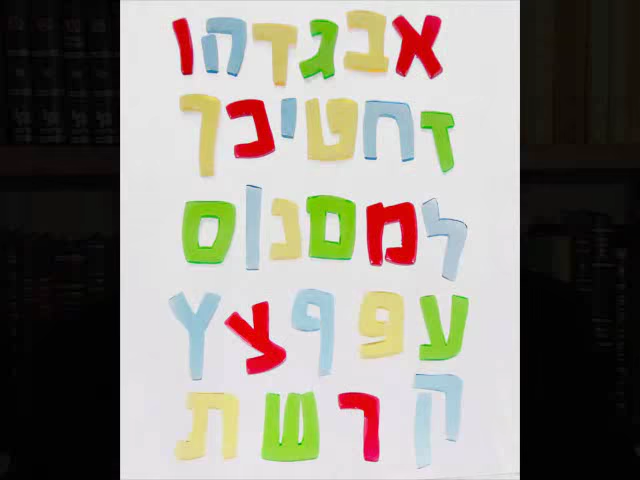 אבגדהו
זחטיכך
למםנןס
עפףצץ
קרשת